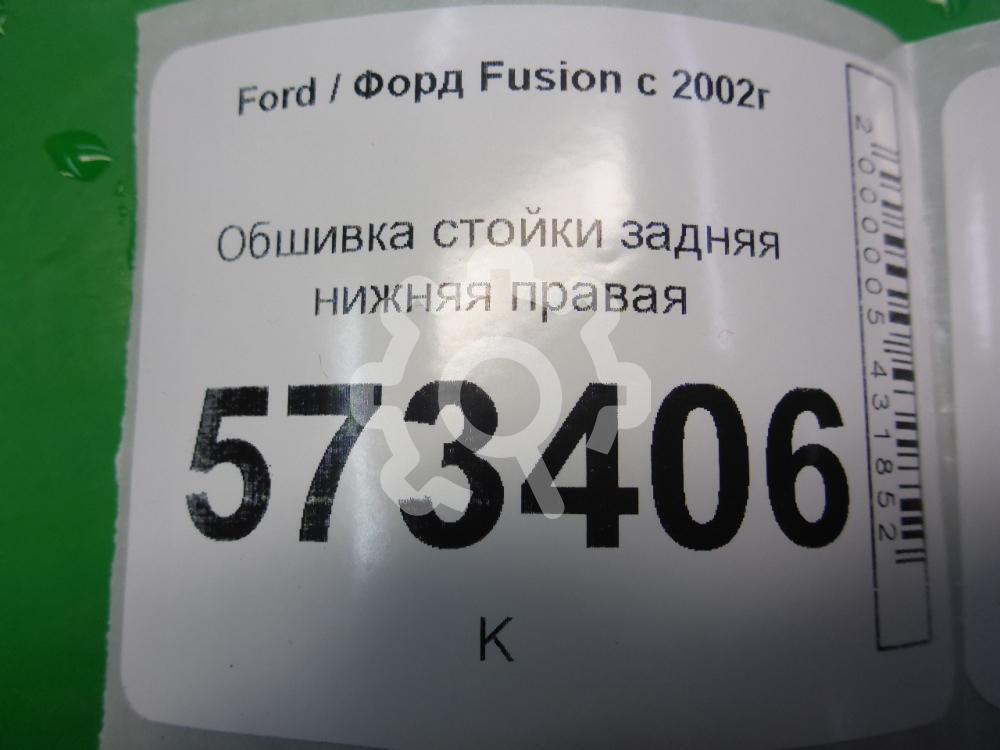 Ford / Форд Fusion с 2002г
Обшивка стойки задняя
нижняя правая
573406
К
2000005431852